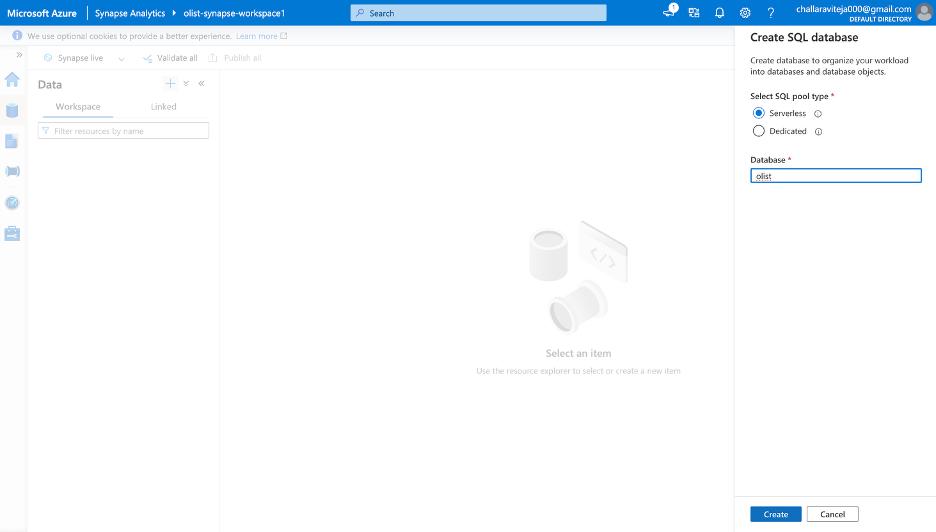 Microsoft Azure
Synapse Analytics
olist-synapse-workspace1
Search
1
?
challaraviteja000@gmail.com
DEFAULT DIRECTORY
We use optional cookies to provide a better experience. Learn more
Synapse live
Validate all
Publish all
Data
Workspace
Linked
Filter resources by name
Select an item
Use the resource explorer to select or create a new item
Create SQL database
Create database to organize your workload
into databases and database objects.
Select SQL pool type *
Serverless
Dedicated
Database *
olist
Create
Cancel